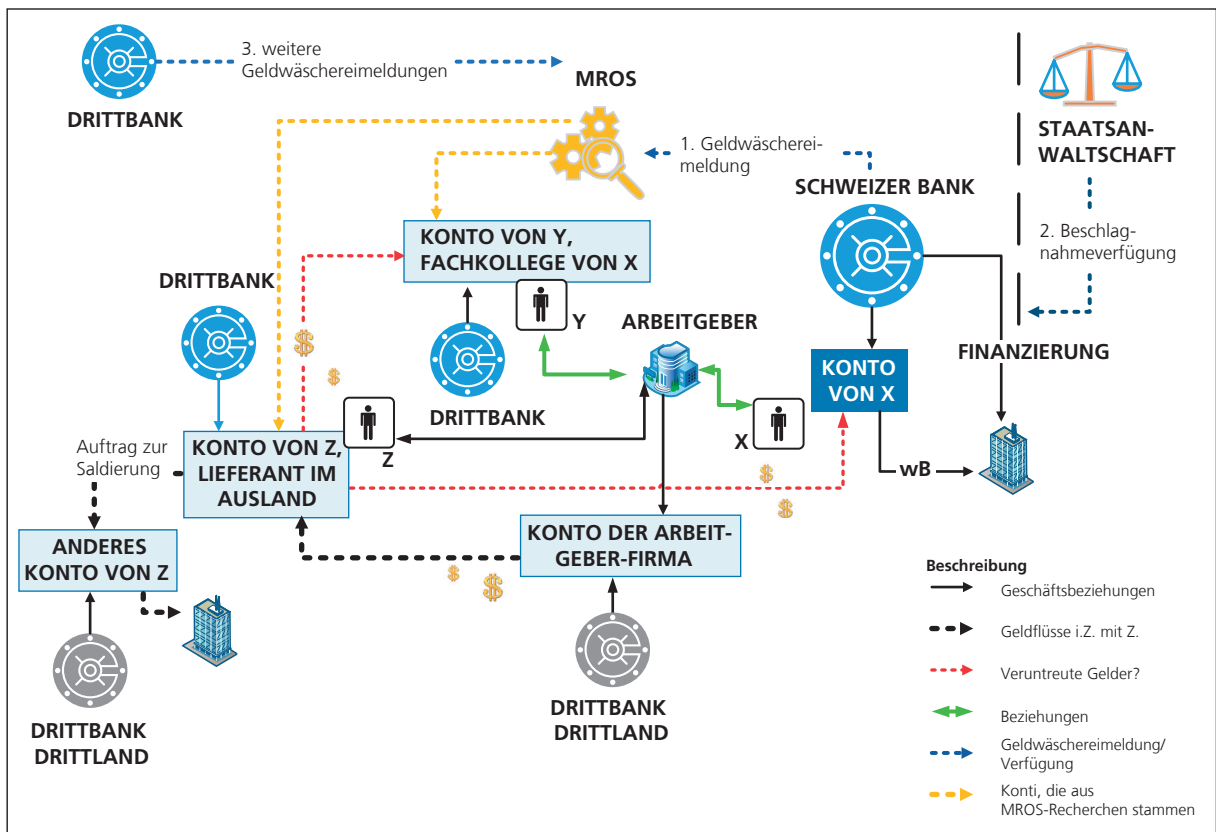 3. weitere
Geldwäschereimeldungen
DRITTBANK
MROS
1. Geldwäscherei-
meldung
SCHWEIZER BANK
STAATSAN-
WALTSCHAFT
2. Beschlag-
nahmeverfügung
KONTO VON Y,
FACHKOLLEGE VON X
DRITTBANK
Y
ARBEITGEBER
FINANZIERUNG
KONTO
VON X
DRITTBANK
Auftrag zur
Saldierung
KONTO VON Z,
LIEFERANT IM
AUSLAND
Z
X
wB
ANDERES
KONTO VON Z
KONTO DER ARBEIT-
GEBER-FIRMA
DRITTBANK
DRITTLAND
DRITTBANK
DRITTLAND
Beschreibung
Geschäftsbeziehungen
Geldflüsse i.Z. mit Z.
Veruntreute Gelder?
Beziehungen
Geldwäschereimeldung/
Verfügung
Konti, die aus
MROS-Recherchen stammen
$
$
$
$
$
$